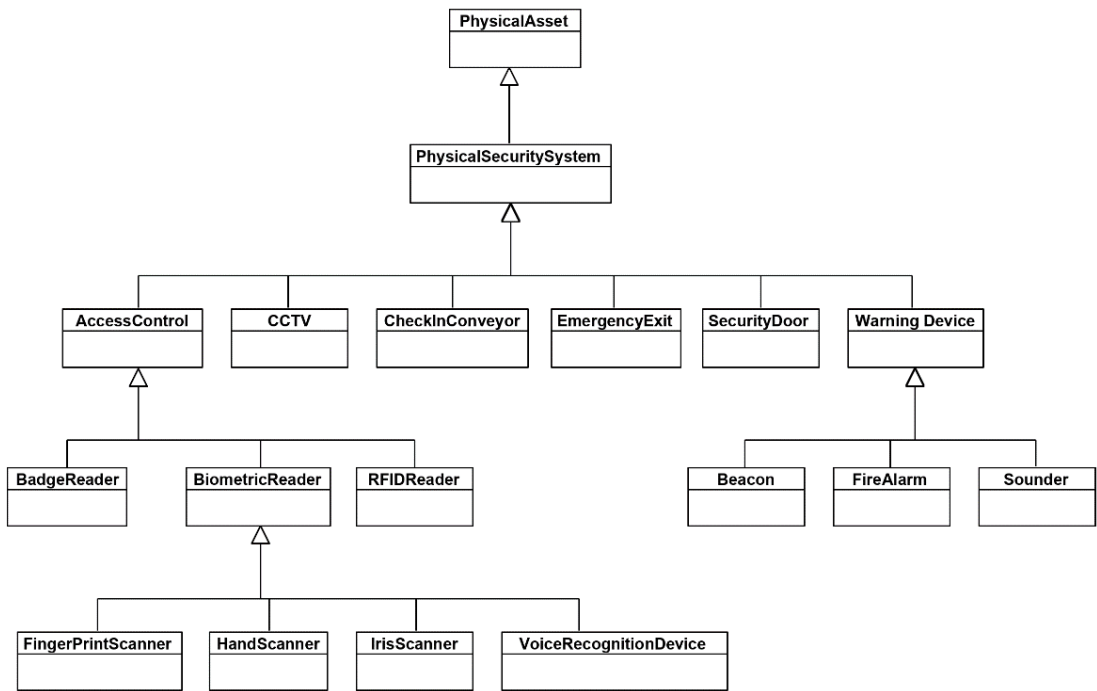 PhysicalAsset
PhysicalSecuritySystem
AccessControl
CCTV
CheckInConveyor
EmergencyExit
SecurityDoor
Warning Device
BadgeReader
BiometricReader
RFIDReader
Beacon
FireAlarm
Sounder
FingerPrintScanner
HandScanner
IrisScanner
VoiceRecognitionDevice